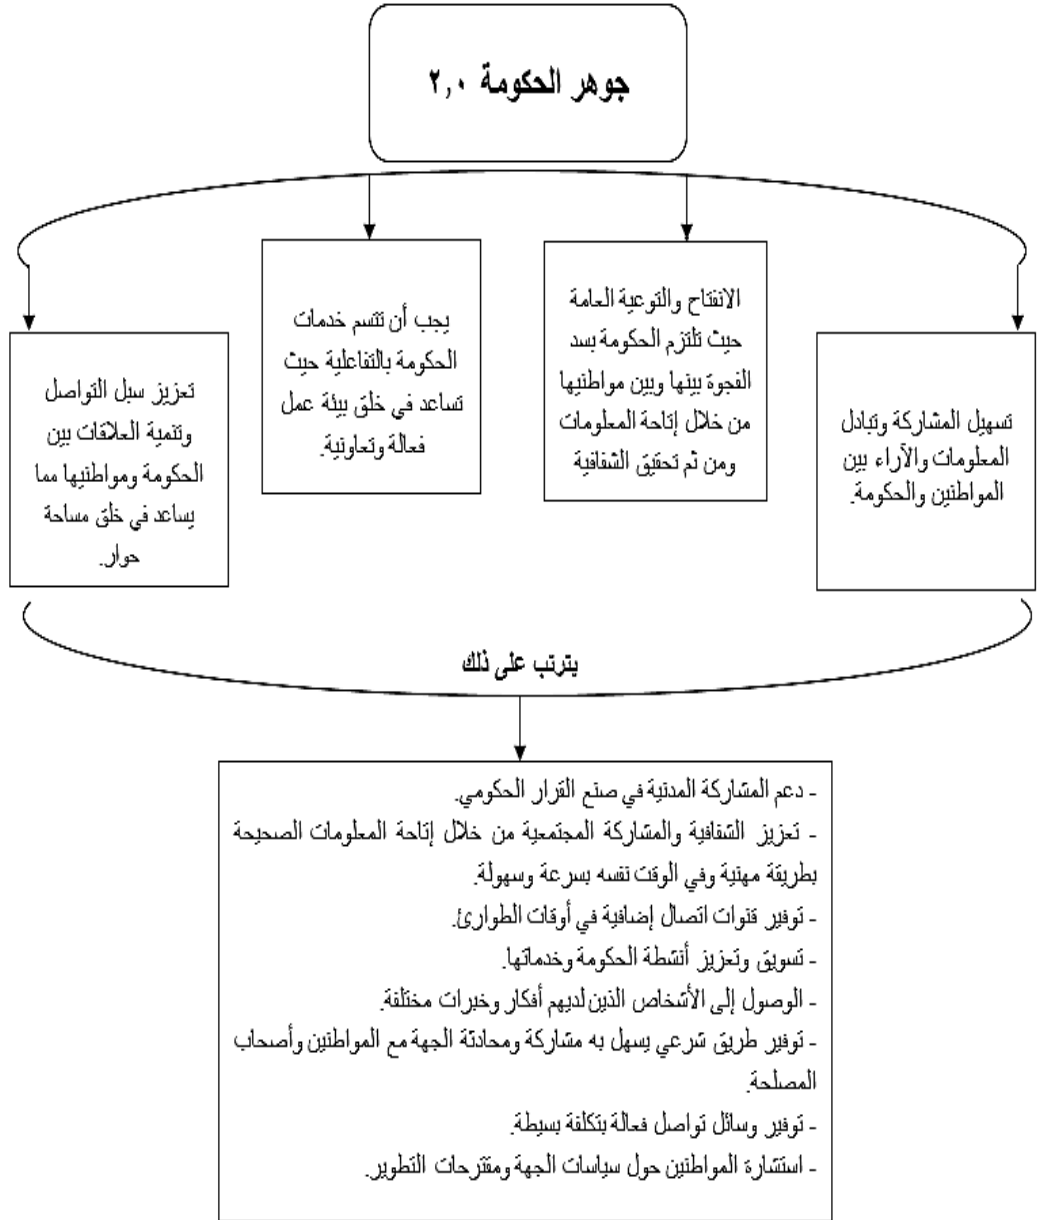 جوهر الحكومة ٢,٠
تسهيل المشاركة وتبادل
المعلومات والآراء بين
المواطنين والحكومة.
الانفتاح والتوعية العامة
حيث تلتزم الحكومة بسد
الفجوة بينها وبين مواطنيها
من خلال إتاحة المعلومات
ومن ثم تحقيق الشفافية
يجب أن تتسم خدمات
الحكومة بالتفاعلية حيث
تساعد في خلق بيئة عمل
فعالة وتعاونية.
تعزيز سبل التواصل
وتنمية العلاقات بين
الحكومة ومواطنيها مما
يساعد في خلق مساحة
حوار.
يترتب على ذلك
- دعم المشاركة المدنية في صنع القرار الحكومي.
- تعزيز الشفافية والمشاركة المجتمعية من خلال إتاحة المعلومات الصحيحة
بطريقة مهنية وفي الوقت نفسه بسرعة وسهولة.
- توفير قنوات اتصال إضافية في أوقات الطوارئ.
- تسويق وتعزيز أنشطة الحكومة وخدماتها.
- الوصول إلى الأشخاص الذين لديهم أفكار وخبرات مختلفة.
- توفير طريق شرعي يسهل به مشاركة ومحادثة الجهة مع المواطنين وأصحاب
المصلحة.
- توفير وسائل تواصل فعالة بتكلفة بسيطة.
- استشارة المواطنين حول سياسات الجهة ومقترحات التطوير.